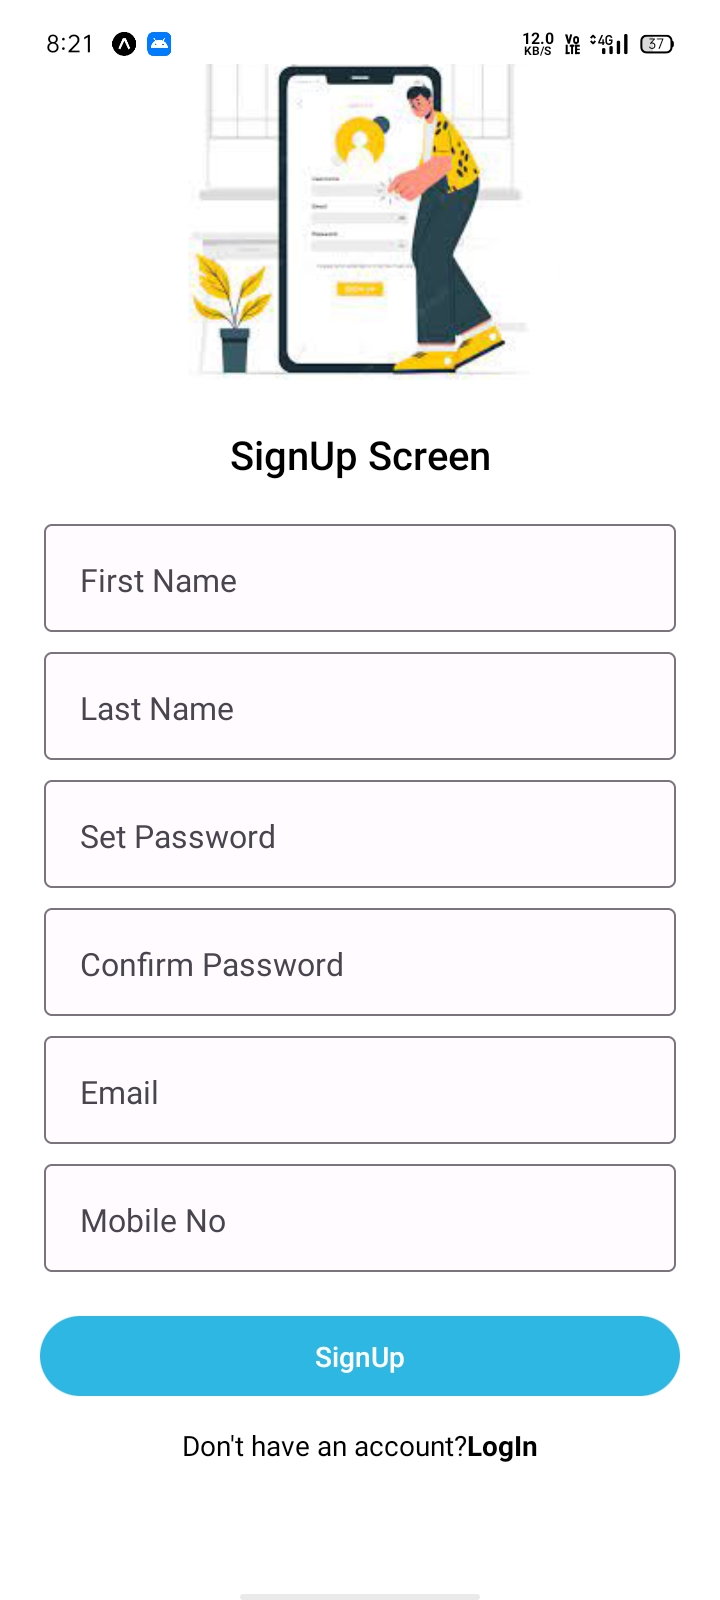 8:21
12.0 KB/S Vo LTE 4G 37
SignUp Screen
First Name
Last Name
Set Password
Confirm Password
Email
Mobile No
SignUp
Don't have an account?LogIn